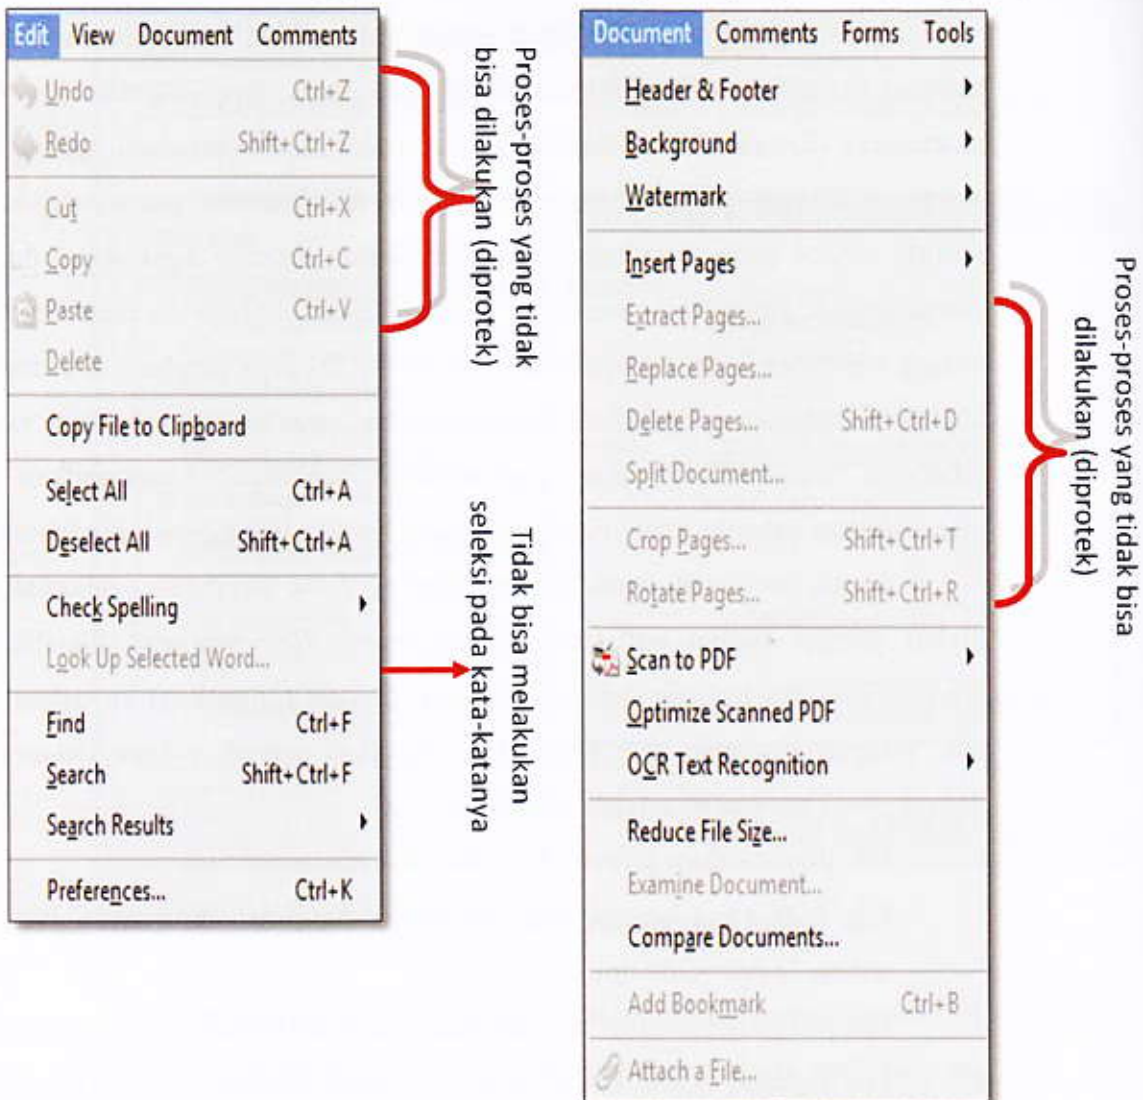 Edit View Document Comments
Undo Ctrl+Z
Redo Shift+Ctrl+Z
Cut Ctrl+X
Copy Ctrl+C
Paste Ctrl+V
Delete
Copy File to Clipboard
Select All Ctrl+A
Deselect All Shift+Ctrl+A
Check Spelling
Look Up Selected Word...
Find Ctrl+F
Search Shift+Ctrl+F
Search Results
Preferences... Ctrl+K
Proses-proses yang tidak
bisa dilakukan (diprotek)
Tidak bisa melakukan
seleksi pada kata-katanya
Document Comments Forms Tools
Header & Footer
Background
Watermark
Insert Pages
Extract Pages...
Replace Pages...
Delete Pages... Shift+Ctrl+D
Split Document...
Crop Pages... Shift+Ctrl+T
Rotate Pages... Shift+Ctrl+R
Scan to PDF
Optimize Scanned PDF
OCR Text Recognition
Reduce File Size...
Examine Document...
Compare Documents...
Add Bookmark Ctrl+B
Attach a File...
Proses-proses yang tidak bisa
dilakukan (diprotek)